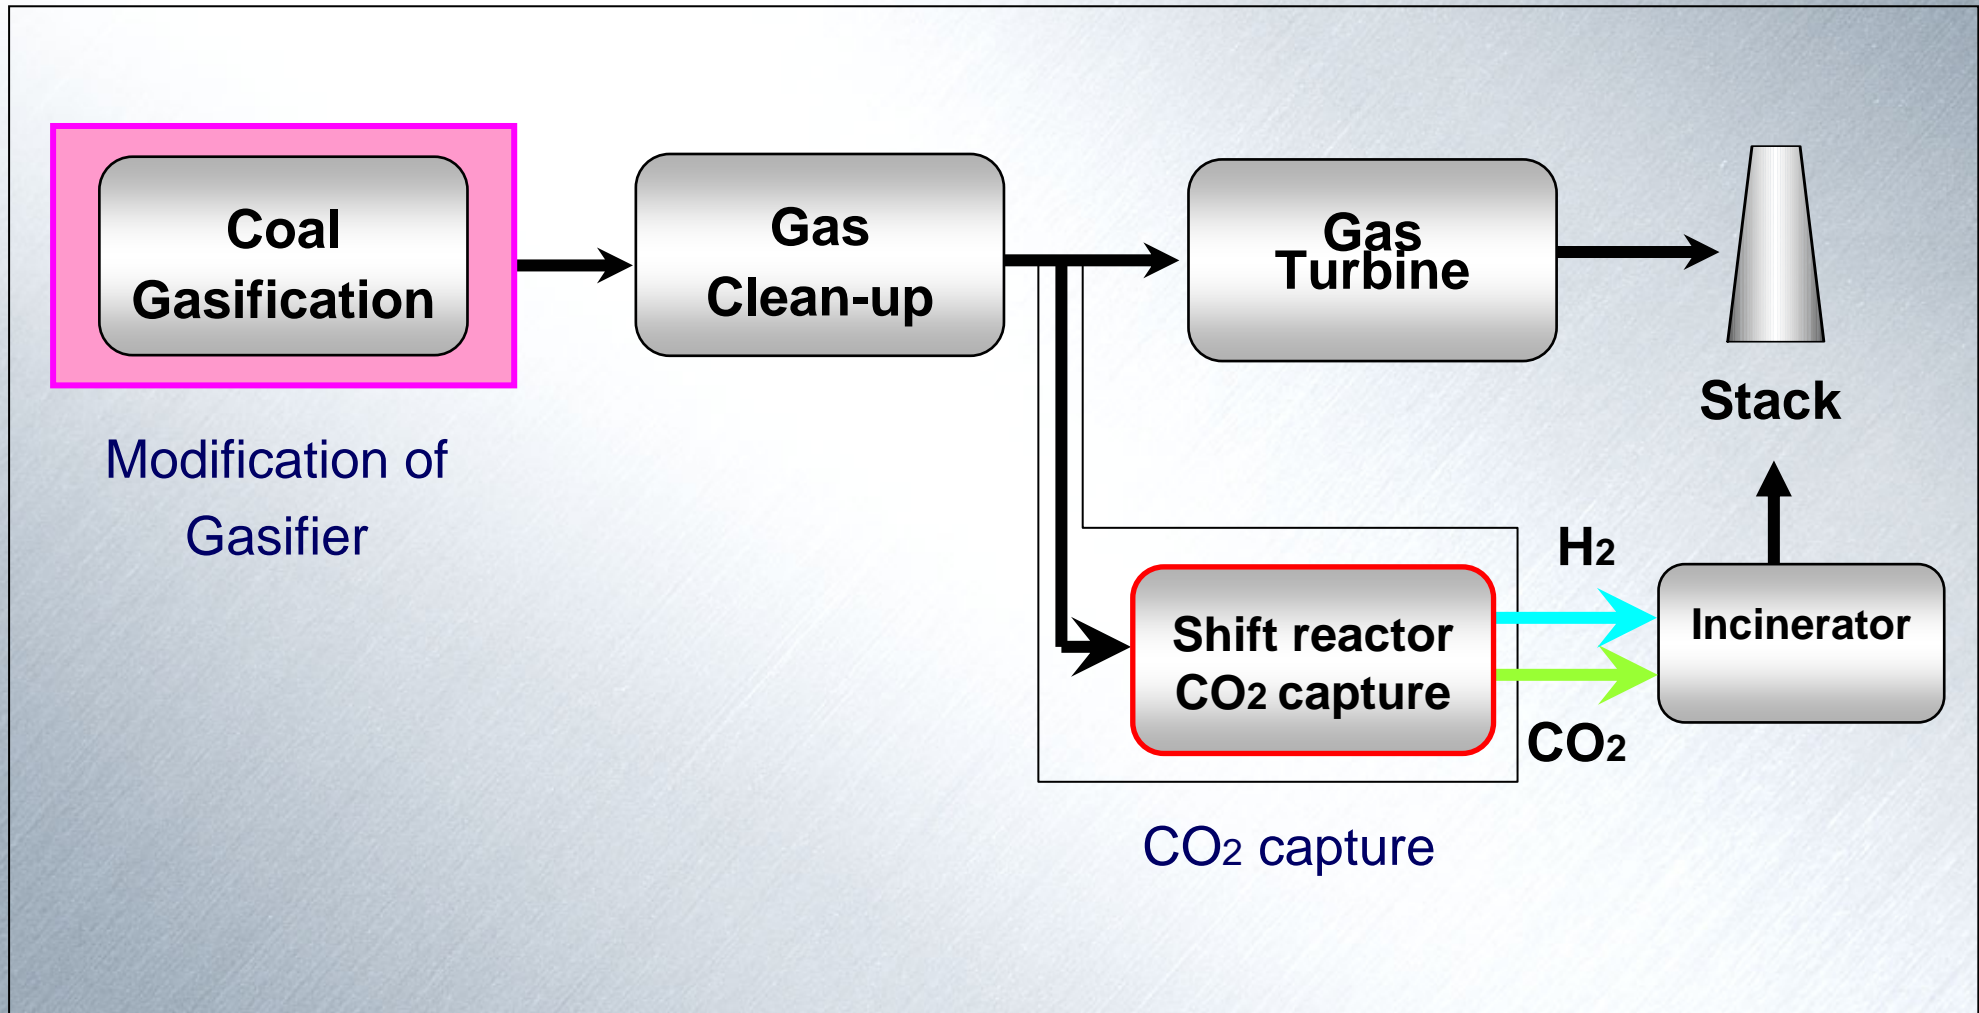 Coal
Gasification
Gas
Clean-up
Gas
Turbine
Stack
Modification of
Gasifier
H2
Shift reactor
CO2 capture
Incinerator
CO2
CO2 capture